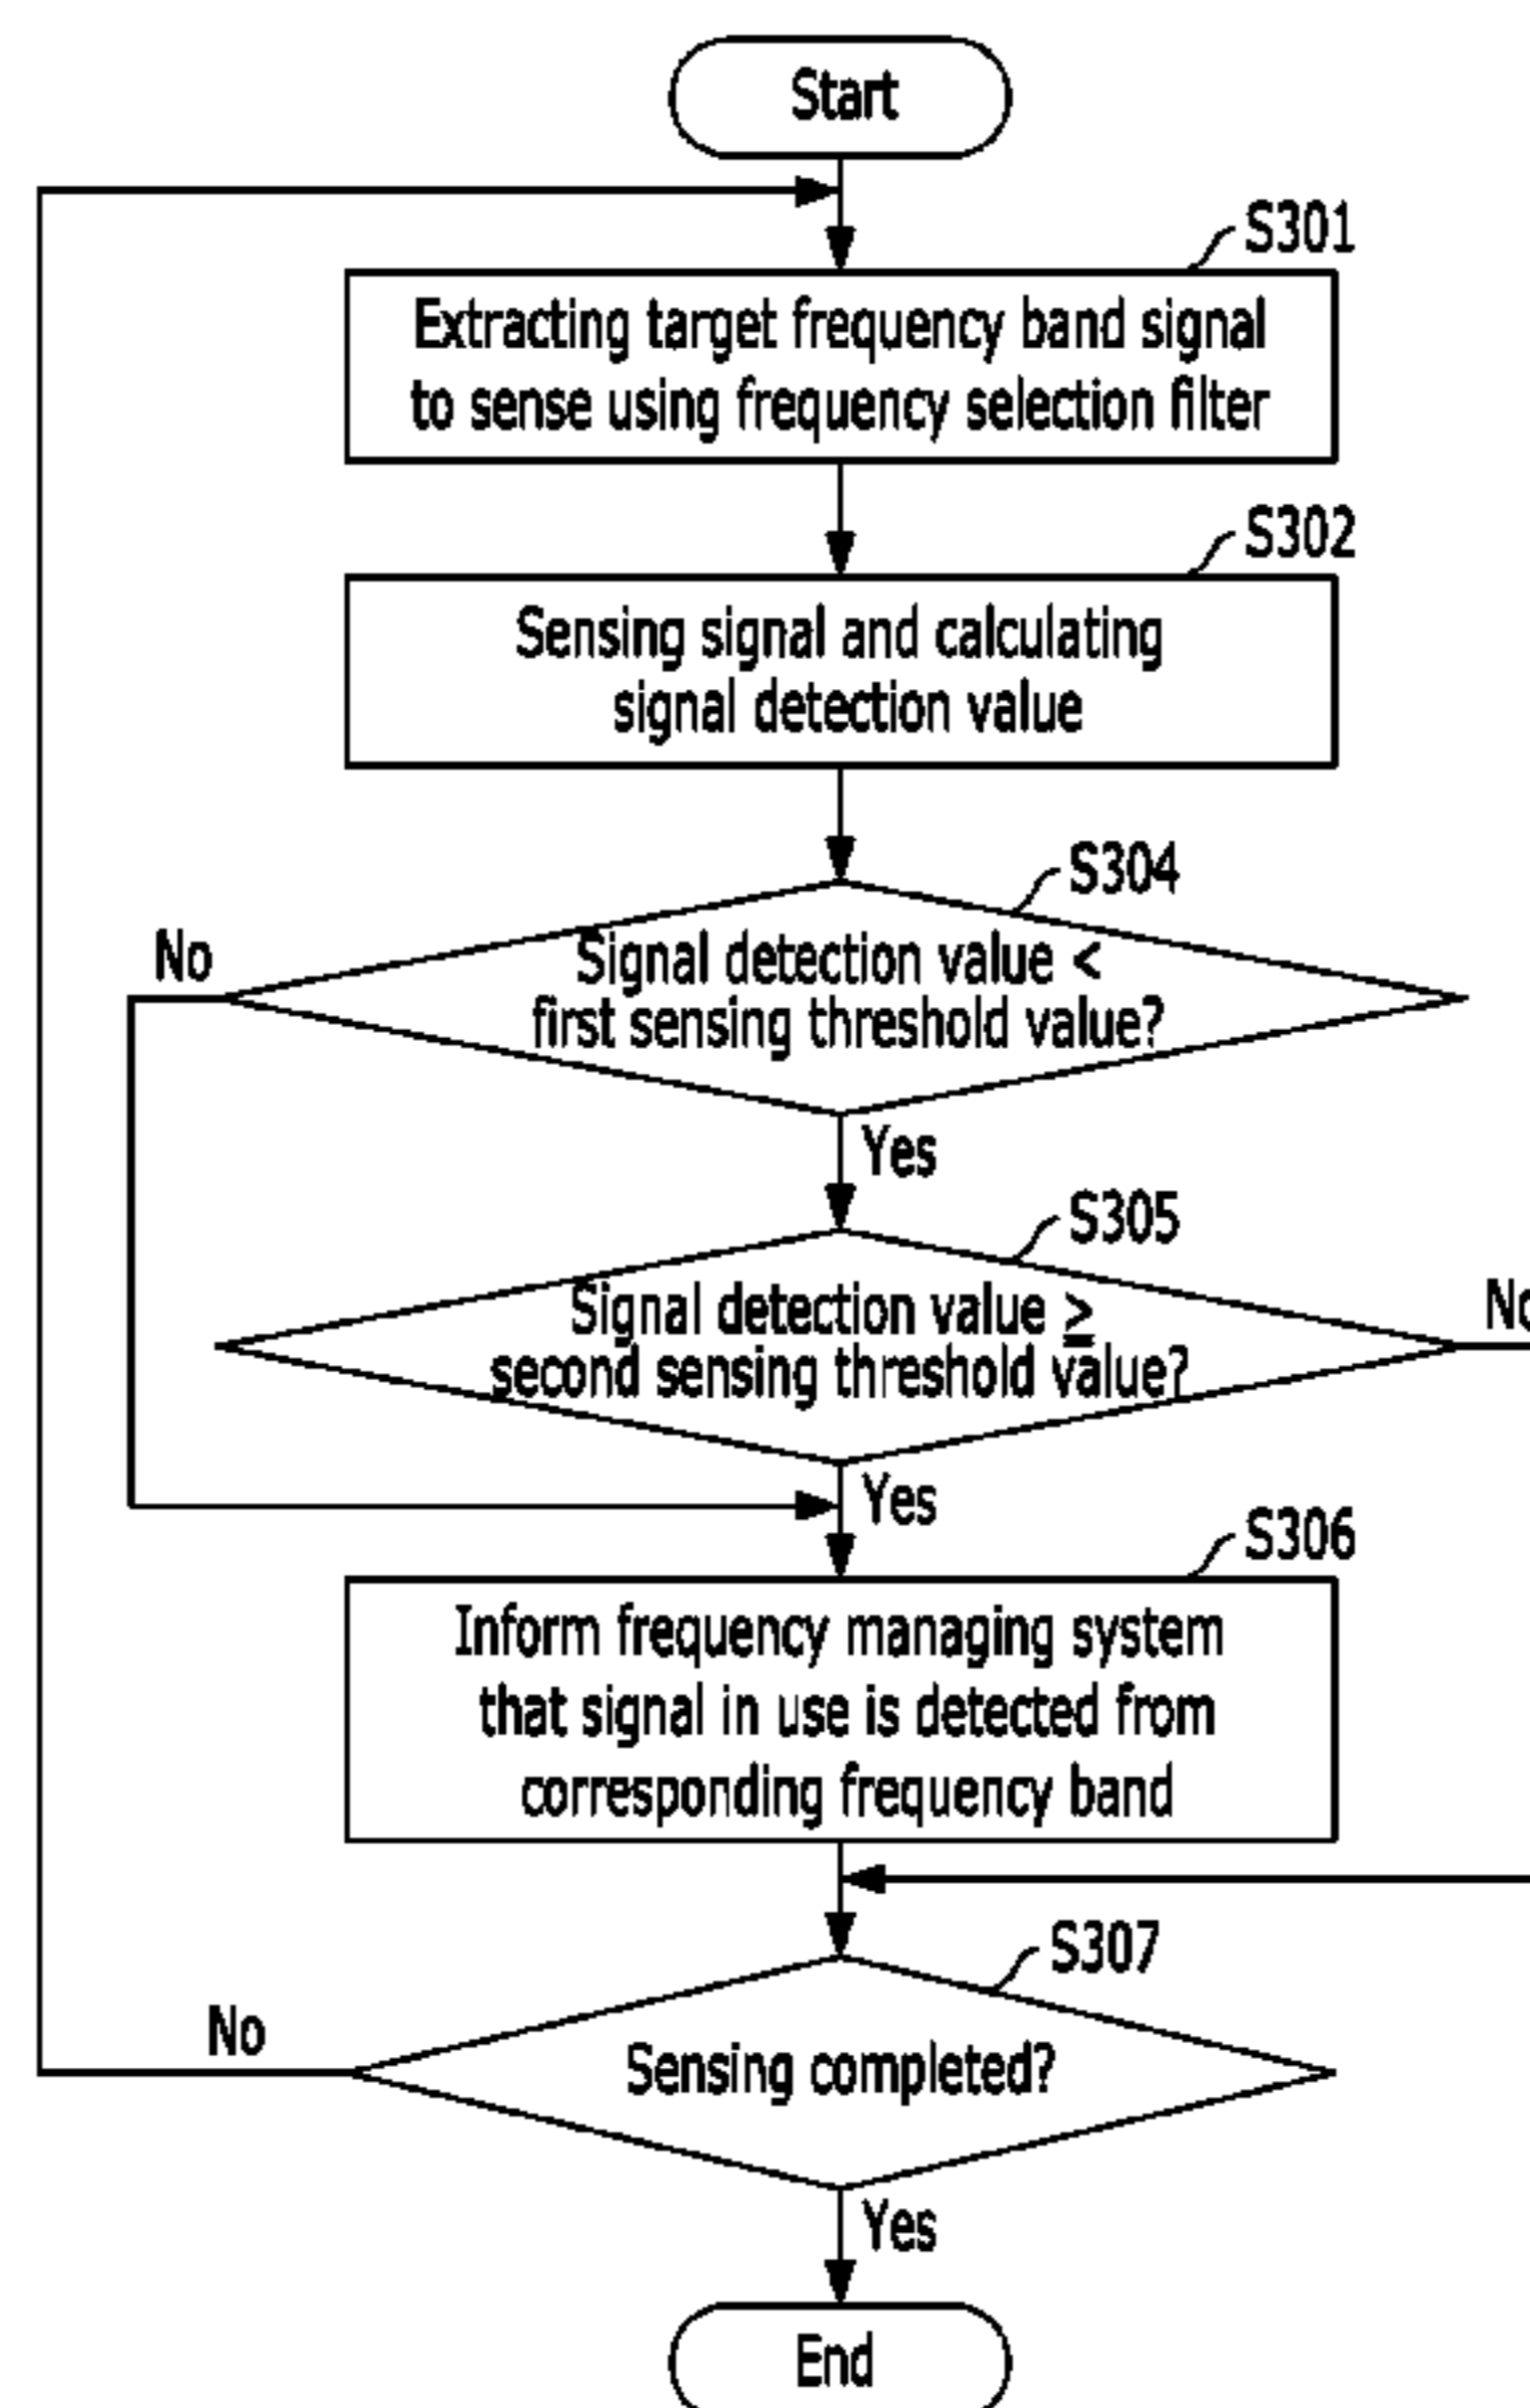 Start
S301
Extracting target frequency band signal
to sense using frequency selection filter
S302
Sensing signal and calculating
signal detection value
S304
No
Signal detection value <
first sensing threshold value?
Yes
S305
Signal detection value ≥
second sensing threshold value?
No
Yes
S306
Inform frequency managing system
that signal in use is detected from
corresponding frequency band
S307
No
Sensing completed?
Yes
End